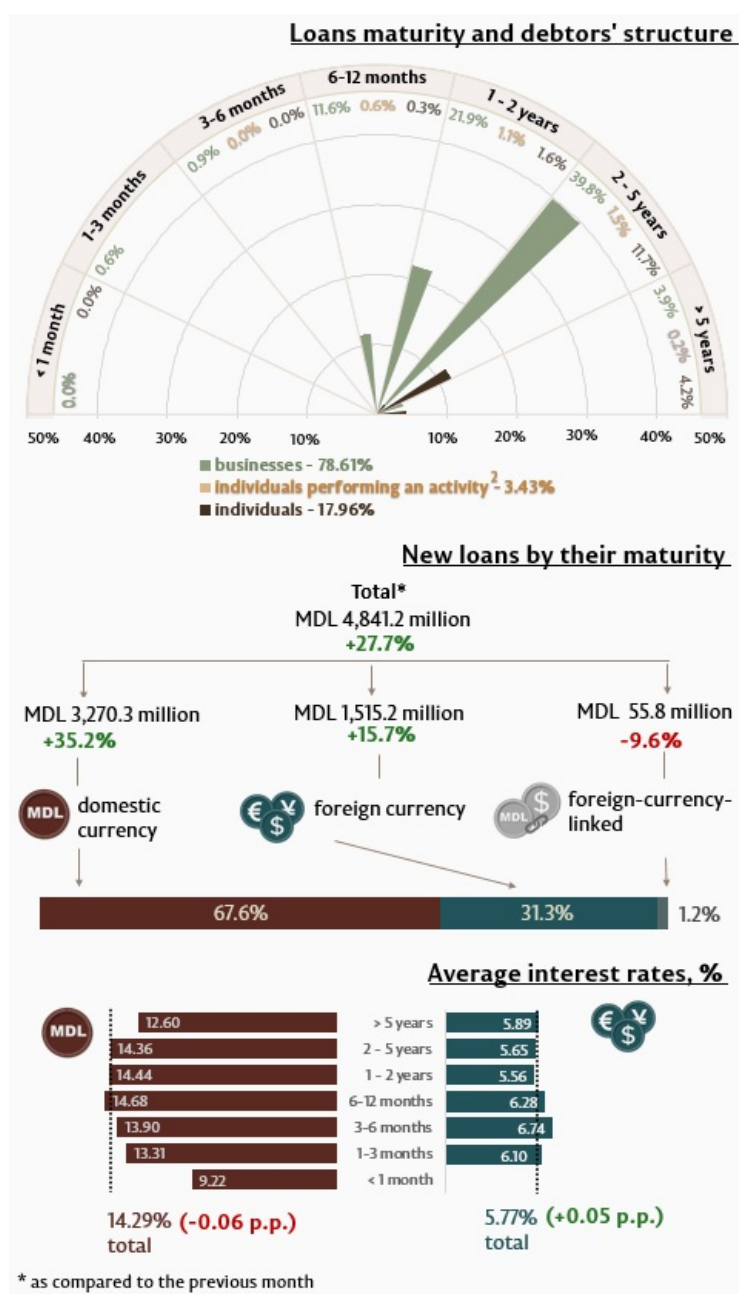 Loans maturity and debtors' structure
< 1 month
1-3 months
3-6 months
6-12 months
1 - 2 years
2 - 5 years
> 5 years
0.0%
0.0% 0.6%
0.9% 0.0% 0.0%
11.6% 0.6% 0.3%
21.9% 1.1% 1.6%
39.8% 1.5% 11.7%
3.9% 0.2% 4.2%
50% 40% 30% 20% 10% 10% 20% 30% 40% 50%
businesses - 78.61%
individuals performing an activity 2 - 3.43%
individuals - 17.96%
New loans by their maturity
Total*
MDL 4,841.2 million
+27.7%
MDL 3,270.3 million
+35.2%
MDL 1,515.2 million
+15.7%
MDL 55.8 million
-9.6%
MDL domestic currency
€ ¥ $ foreign currency
MDL $ foreign-currency-
linked
67.6% 31.3% 1.2%
Average interest rates, %
MDL
€ ¥ $
12.60 > 5 years 5.89
14.36 2 - 5 years 5.65
14.44 1 - 2 years 5.56
14.68 6-12 months 6.28
13.90 3-6 months 6.74
13.31 1-3 months 6.10
9.22 < 1 month
14.29% (-0.06 p.p.)
total
5.77% (+0.05 p.p.)
total
* as compared to the previous month